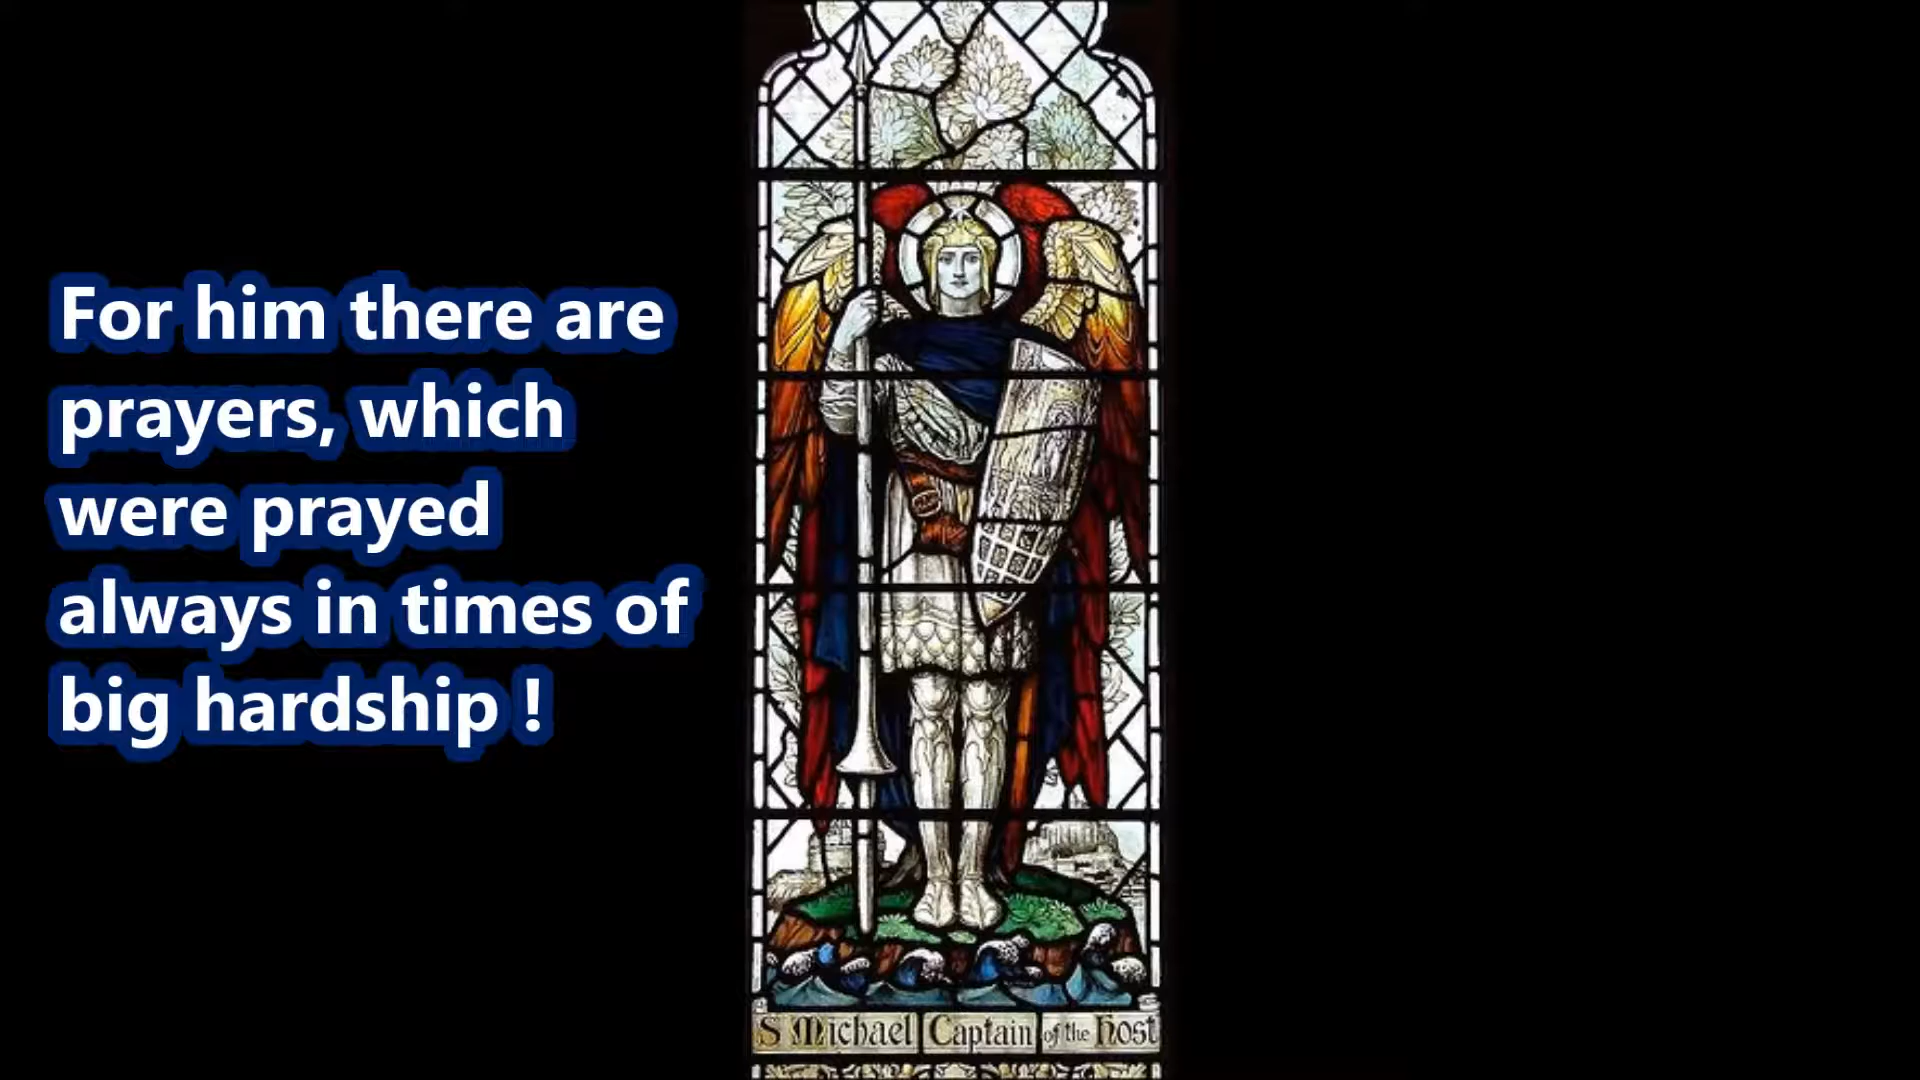 For him there are
prayers, which
were prayed
always in times of
big hardship !
S Michael Captain of the Host